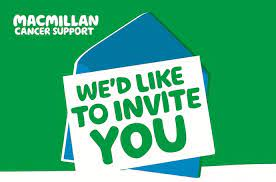 MACMILLAN
CANCER SUPPORT
WE'D LIKE
TO INVITE
YOU